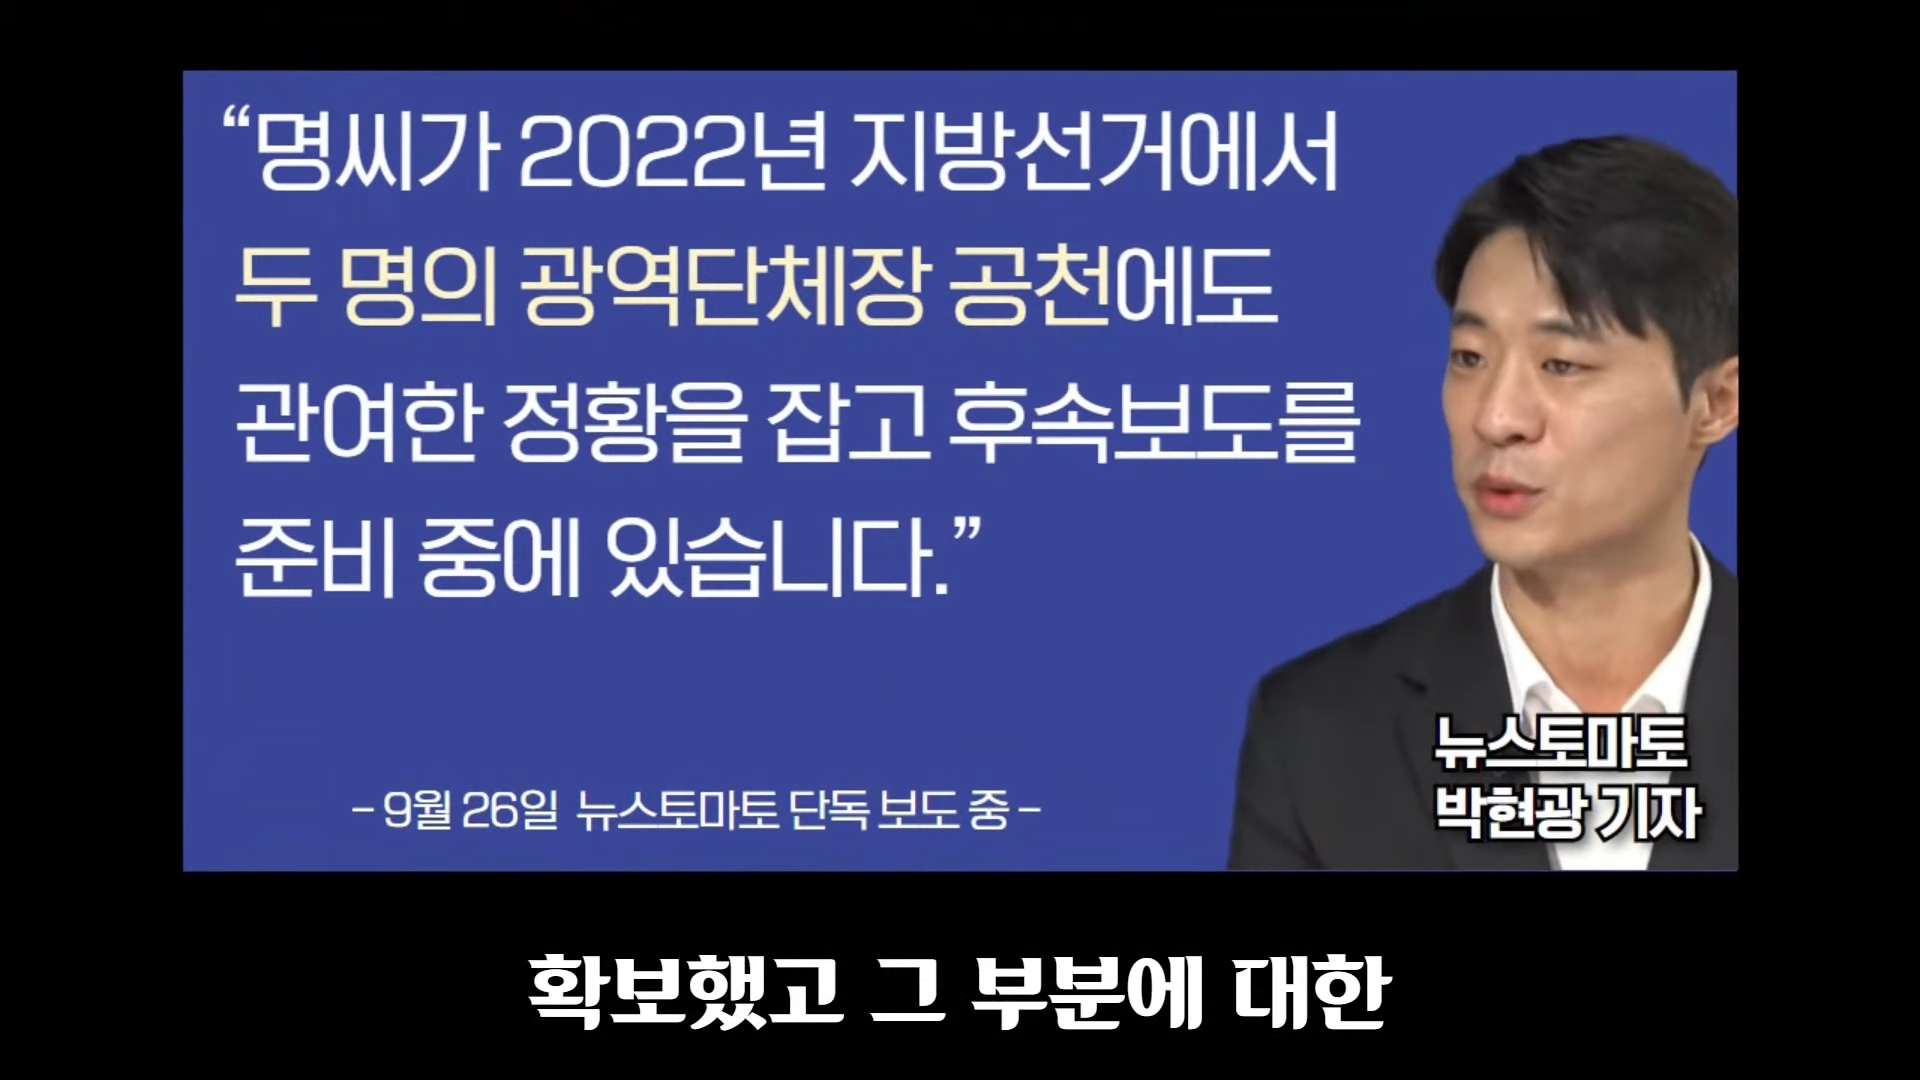 “명씨가 2022년 지방선거에서
두 명의 광역단체장 공천에도
관여한 정황을 잡고 후속보도를
준비 중에 있습니다.”
– 9월 26일 뉴스토마토 단독 보도 중 –
뉴스토마토
박현광 기자
확보했고 그 부분에 대한